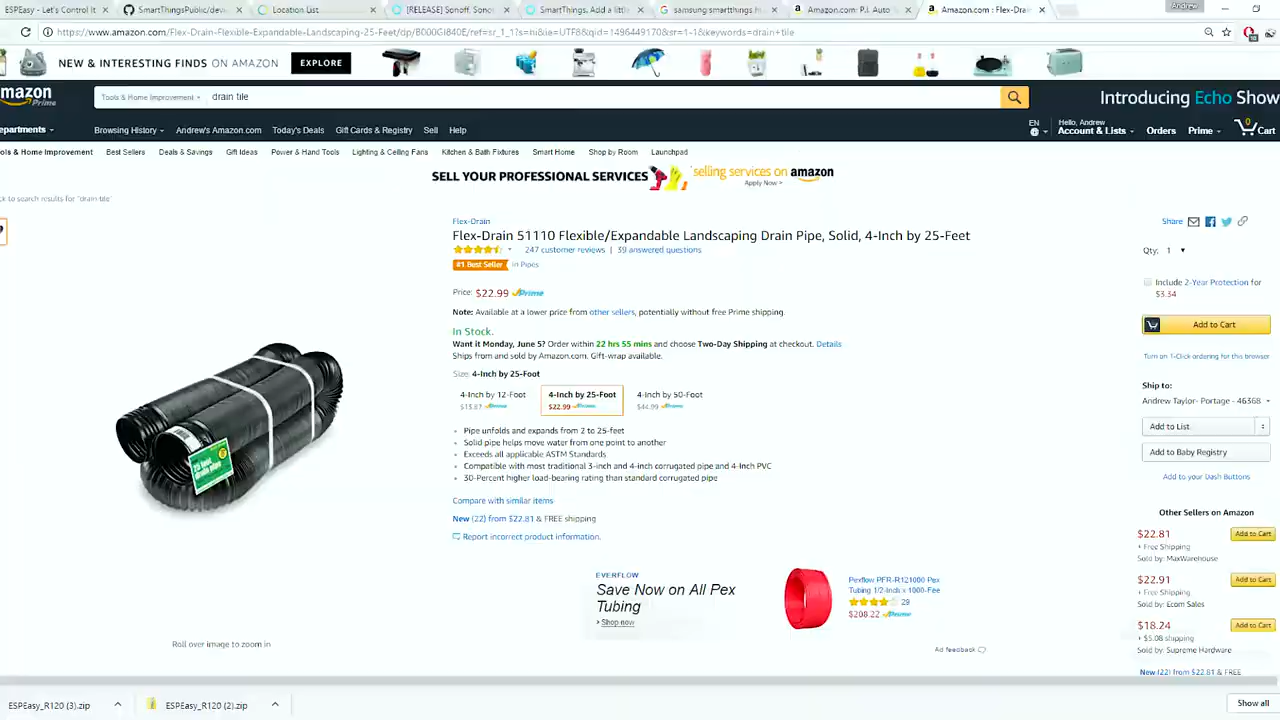 ESPEasy - Let's Control It
SmartThingsPublic/dev
Location List
[RELEASE] Sonoff, Sonof
SmartThings. Add a little
samsung smartthings h
Amazon.com: P.I. Auto
Amazon.com : Flex-Drain
Andrew
https://www.amazon.com/Flex-Drain-Flexible-Expandable-Landscaping-25-Feet/dp/B000GI840E/ref=sr_1_1?s=hi&ie=UTF8&qid=1496449170&sr=1-1&keywords=drain+tile
NEW & INTERESTING FINDS ON AMAZON
EXPLORE
amazon
Prime
Tools & Home Improvement
drain tile
Introducing Echo Show
epartments
Browsing History
Andrew's Amazon.com
Today's Deals
Gift Cards & Registry
Sell
Help
EN
Hello, Andrew
Account & Lists
Orders
Prime
0
Cart
ols & Home Improvement
Best Sellers
Deals & Savings
Gift Ideas
Power & Hand Tools
Lighting & Ceiling Fans
Kitchen & Bath Fixtures
Smart Home
Shop by Room
Launchpad
SELL YOUR PROFESSIONAL SERVICES
selling services on amazon
Apply Now >
ck to search results for "drain tile"
Flex-Drain
Flex-Drain 51110 Flexible/Expandable Landscaping Drain Pipe, Solid, 4-Inch by 25-Feet
247 customer reviews | 39 answered questions
#1 Best Seller in Pipes
Price: $22.99 Prime
Note: Available at a lower price from other sellers, potentially without free Prime shipping.
In Stock.
Want it Monday, June 5? Order within 22 hrs 55 mins and choose Two-Day Shipping at checkout. Details
Ships from and sold by Amazon.com. Gift-wrap available.
Size: 4-Inch by 25-Foot
4-Inch by 12-Foot
$15.87 Prime
4-Inch by 25-Foot
$22.99 Prime
4-Inch by 50-Foot
$44.99 Prime
• Pipe unfolds and expands from 2 to 25-feet
• Solid pipe helps move water from one point to another
• Exceeds all applicable ASTM Standards
• Compatible with most traditional 3-inch and 4-inch corrugated pipe and 4-Inch PVC
• 30-Percent higher load-bearing rating than standard corrugated pipe
Compare with similar items
New (22) from $22.81 & FREE shipping
Report incorrect product information.
Roll over image to zoom in
EVERFLOW
Save Now on All Pex
Tubing
› Shop now
Pexflow PFR-R121000 Pex
Tubing 1/2-Inch x 1000-Fee
29
$208.22 Prime
Ad feedback
Share
Qty: 1
Include 2-Year Protection for
$3.34
Add to Cart
Turn on 1-Click ordering for this browser
Ship to:
Andrew Taylor- Portage - 46368
Add to List
Add to Baby Registry
Add to your Dash Buttons
Other Sellers on Amazon
$22.81
Add to Cart
+ Free Shipping
Sold by: MaxWarehouse
$22.91
Add to Cart
+ Free Shipping
Sold by: Ecom Sales
$18.24
Add to Cart
+ $5.08 shipping
Sold by: Supreme Hardware
New (22) from $22.81 & FREE
ESPEasy_R120 (3).zip
ESPEasy_R120 (2).zip
Show all